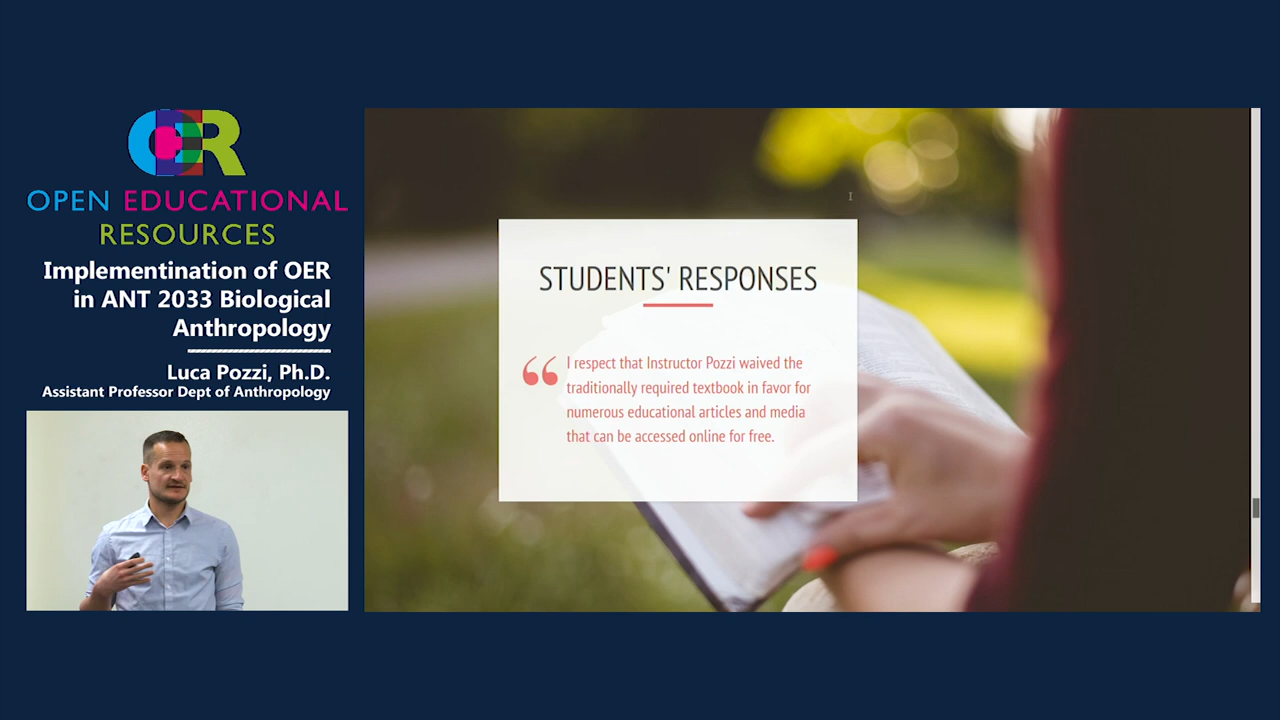 OER
OPEN EDUCATIONAL
RESOURCES
Implementination of OER
in ANT 2033 Biological
Anthropology
Luca Pozzi, Ph.D.
Assistant Professor Dept of Anthropology
STUDENTS' RESPONSES
“ I respect that Instructor Pozzi waived the
traditionally required textbook in favor for
numerous educational articles and media
that can be accessed online for free.